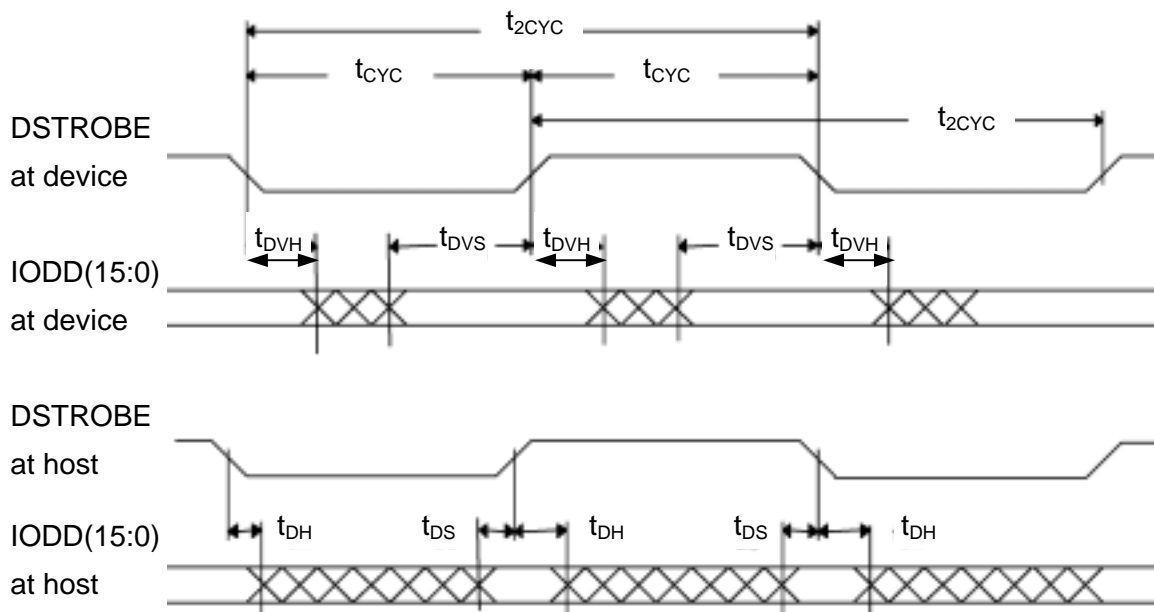 t2CYC
tCYC tCYC
t2CYC
DSTROBE
at device
tDVH tDVS tDVH tDVS tDVH
IODD(15:0)
at device
DSTROBE
at host
tDH tDS tDH tDS tDH
IODD(15:0)
at host